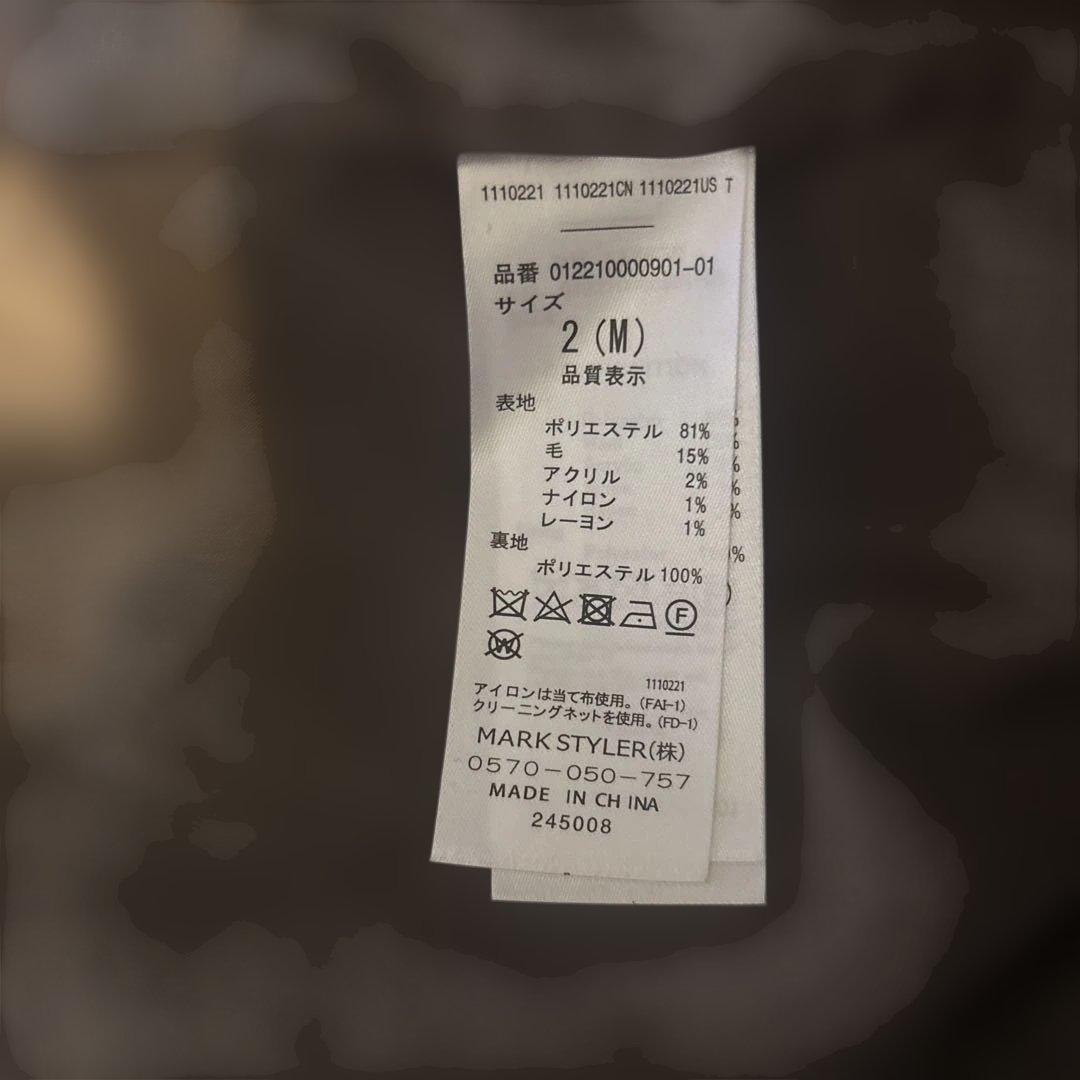 1110221 1110221CN 1110221US T
品番 012210000901-01
サイズ
2 (M)
品質表示
表地
ポリエステル 81%
毛 15%
アクリル 2%
ナイロン 1%
レーヨン 1%
裏地
ポリエステル 100%
F
W
1110221
アイロンは当て布使用。(FAI-1)
クリーニングネットを使用。(FD-1)
MARK STYLER(株)
0570-050-757
MADE IN CHINA
245008